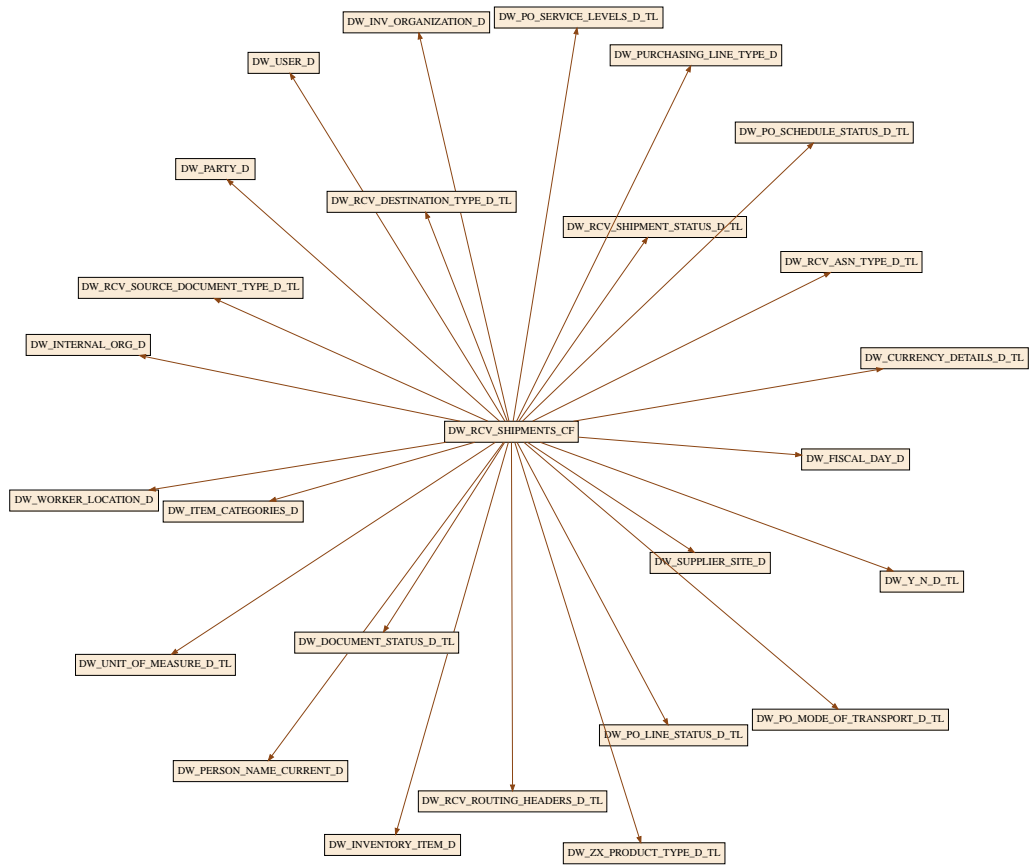 DW_PO_SERVICE_LEVELS_D_TL
DW_INV_ORGANIZATION_D
DW_PURCHASING_LINE_TYPE_D
DW_USER_D
DW_PO_SCHEDULE_STATUS_D_TL
DW_PARTY_D
DW_RCV_DESTINATION_TYPE_D_TL
DW_RCV_SHIPMENT_STATUS_D_TL
DW_RCV_ASN_TYPE_D_TL
DW_RCV_SOURCE_DOCUMENT_TYPE_D_TL
DW_INTERNAL_ORG_D
DW_CURRENCY_DETAILS_D_TL
DW_RCV_SHIPMENTS_CF
DW_FISCAL_DAY_D
DW_WORKER_LOCATION_D
DW_ITEM_CATEGORIES_D
DW_SUPPLIER_SITE_D
DW_Y_N_D_TL
DW_DOCUMENT_STATUS_D_TL
DW_UNIT_OF_MEASURE_D_TL
DW_PO_MODE_OF_TRANSPORT_D_TL
DW_PO_LINE_STATUS_D_TL
DW_PERSON_NAME_CURRENT_D
DW_RCV_ROUTING_HEADERS_D_TL
DW_INVENTORY_ITEM_D
DW_ZX_PRODUCT_TYPE_D_TL